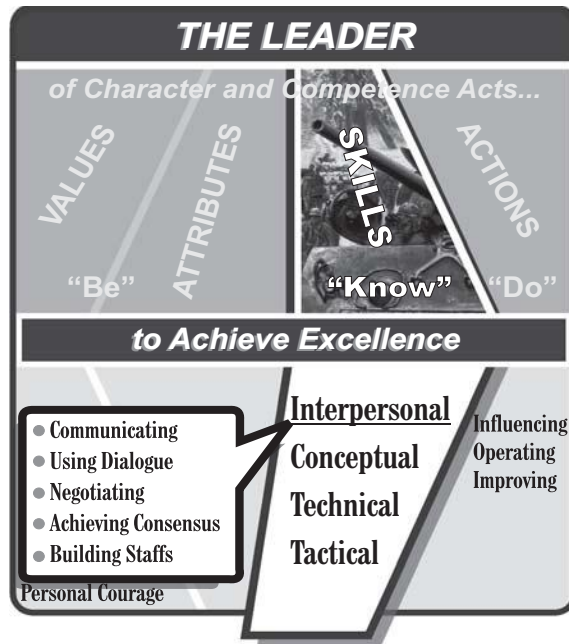 THE LEADER
of Character and Competence Acts...
VALUES
ATTRIBUTES
SKILLS
ACTIONS
“Be”
“Know”
“Do”
to Achieve Excellence
Communicating
Using Dialogue
Negotiating
Achieving Consensus
Building Staffs
Personal Courage
Interpersonal
Conceptual
Technical
Tactical
Influencing
Operating
Improving